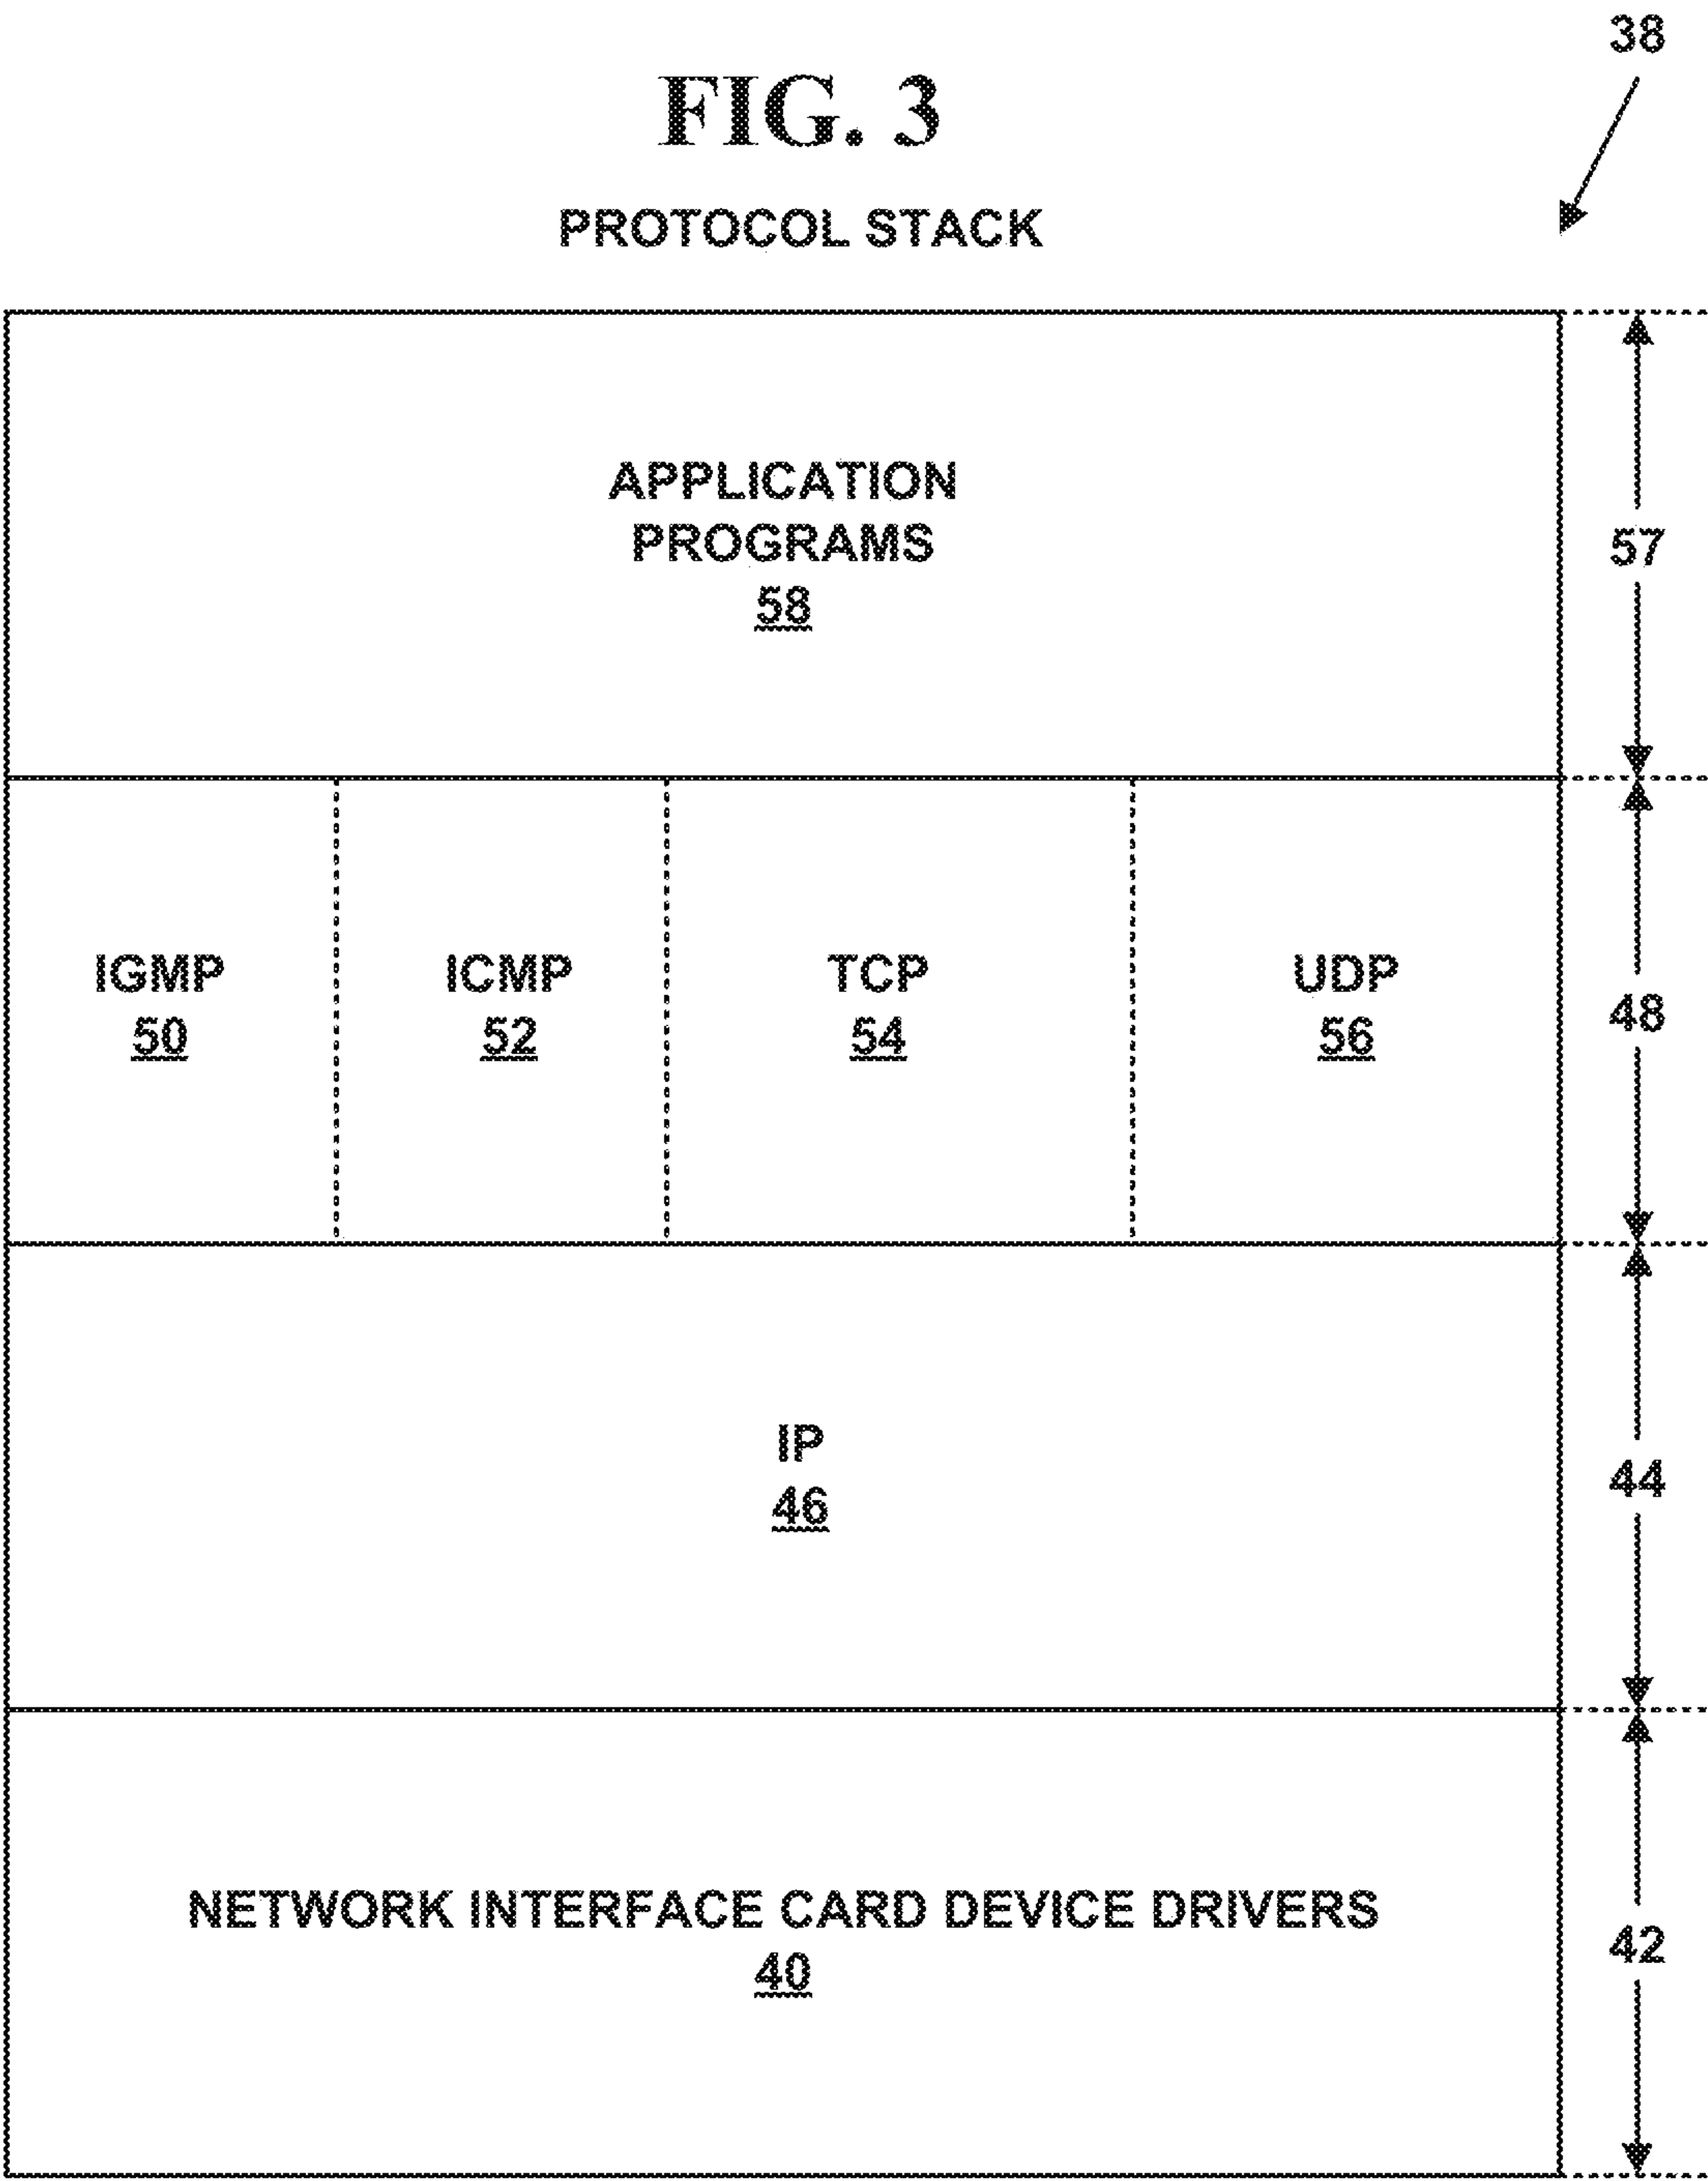 38
FIG. 3
PROTOCOL STACK
APPLICATION
PROGRAMS
58
57
IGMP
50
ICMP
52
TCP
54
UDP
56
48
IP
46
44
NETWORK INTERFACE CARD DEVICE DRIVERS
40
42